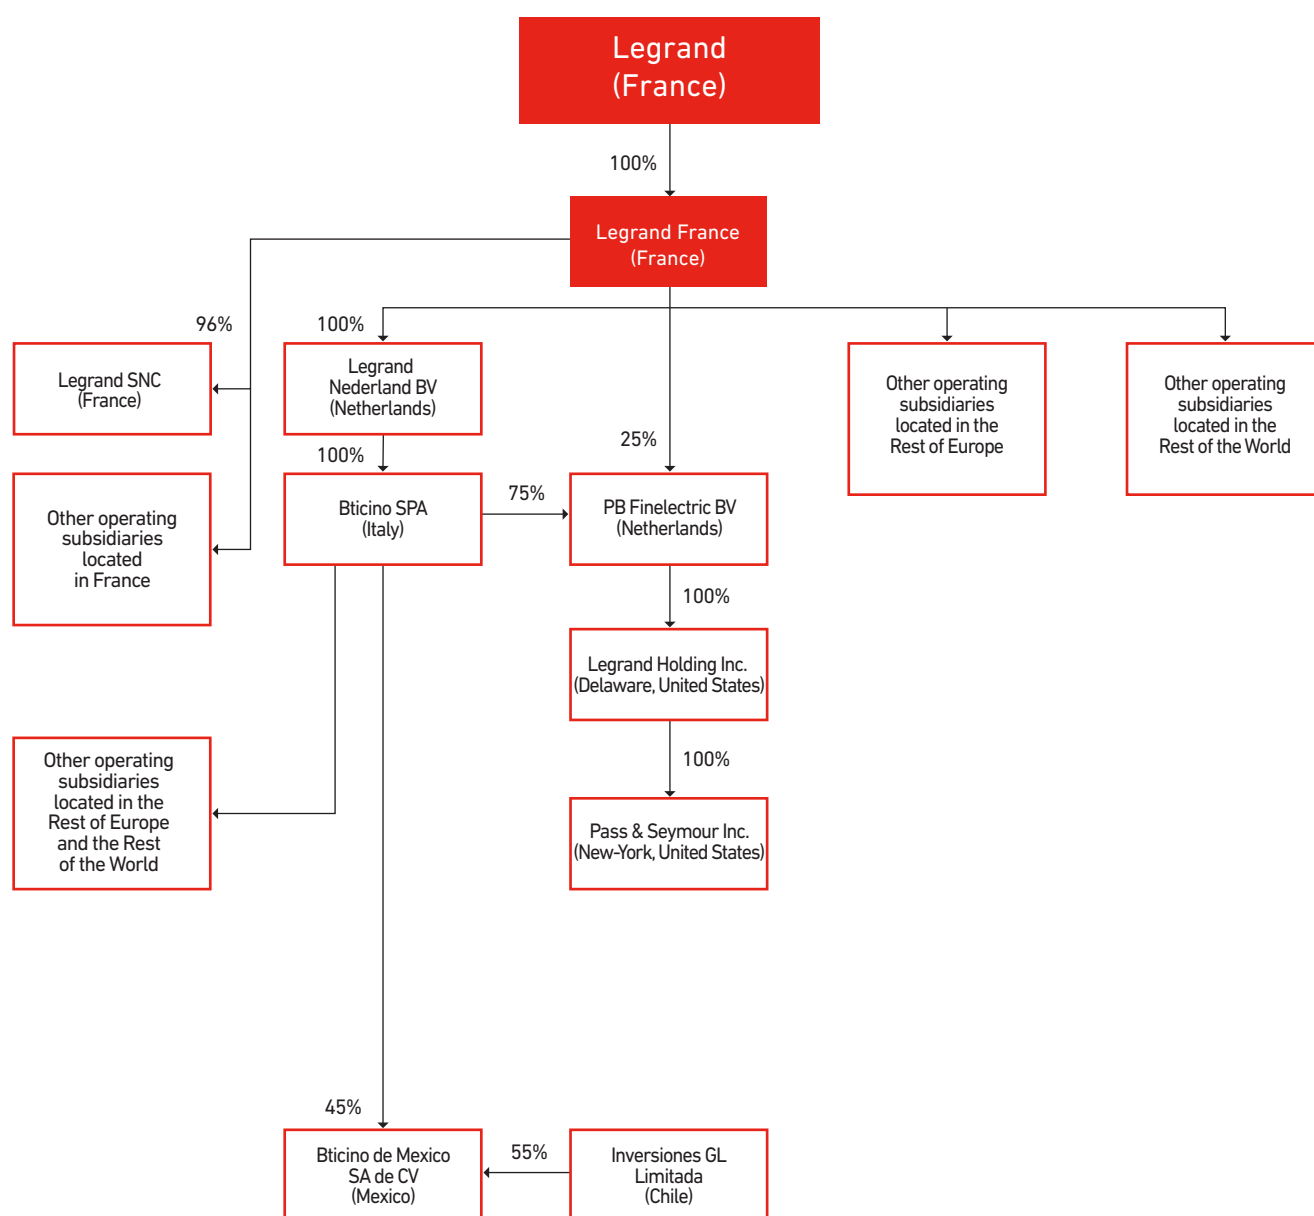 Legrand
(France)
100%
Legrand France
(France)
96%
100%
Legrand SNC
(France)
Legrand
Nederland BV
(Netherlands)
Other operating
subsidiaries
located in the
Rest of Europe
Other operating
subsidiaries
located in the
Rest of the World
100%
25%
Other operating
subsidiaries
located
in France
Bticino SPA
(Italy)
75%
PB Finelectric BV
(Netherlands)
100%
Legrand Holding Inc.
(Delaware, United States)
100%
Other operating
subsidiaries
located in the
Rest of Europe
and the Rest
of the World
Pass & Seymour Inc.
(New-York, United States)
45%
Bticino de Mexico
SA de CV
(Mexico)
55%
Inversiones GL
Limitada
(Chile)